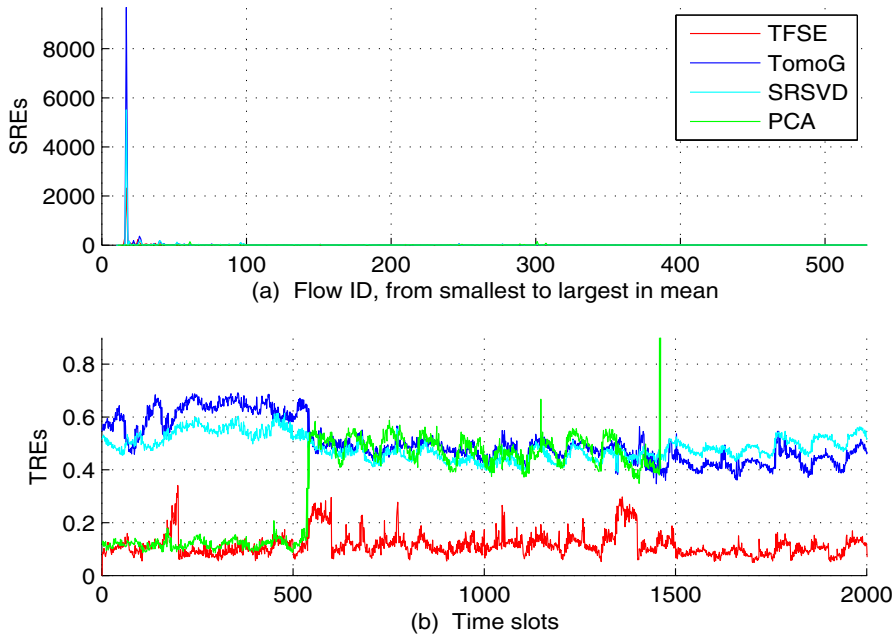 8000
6000
4000
2000
0
SREs
TFSE
TomoG
SRSVD
PCA
0 100 200 300 400 500
(a) Flow ID, from smallest to largest in mean
0.8
0.6
0.4
0.2
0
TREs
0 500 1000 1500 2000
(b) Time slots